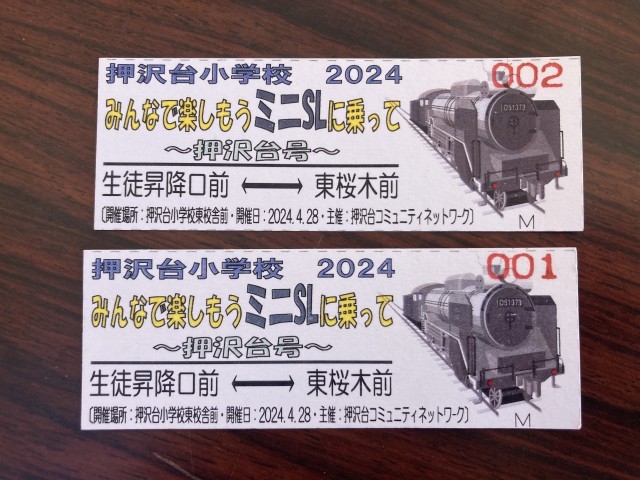 押沢台小学校 2024 002
みんなで楽しもうミニSLに乗って
～押沢台号～
生徒昇降口前 ⟷ 東桜木前
〔開催場所：押沢台小学校東校舎前・開催日：2024.4.28・主催：押沢台コミュニティネットワーク〕
D51373
M
押沢台小学校 2024 001
みんなで楽しもうミニSLに乗って
～押沢台号～
生徒昇降口前 ⟷ 東桜木前
〔開催場所：押沢台小学校東校舎前・開催日：2024.4.28・主催：押沢台コミュニティネットワーク〕
D51373
M